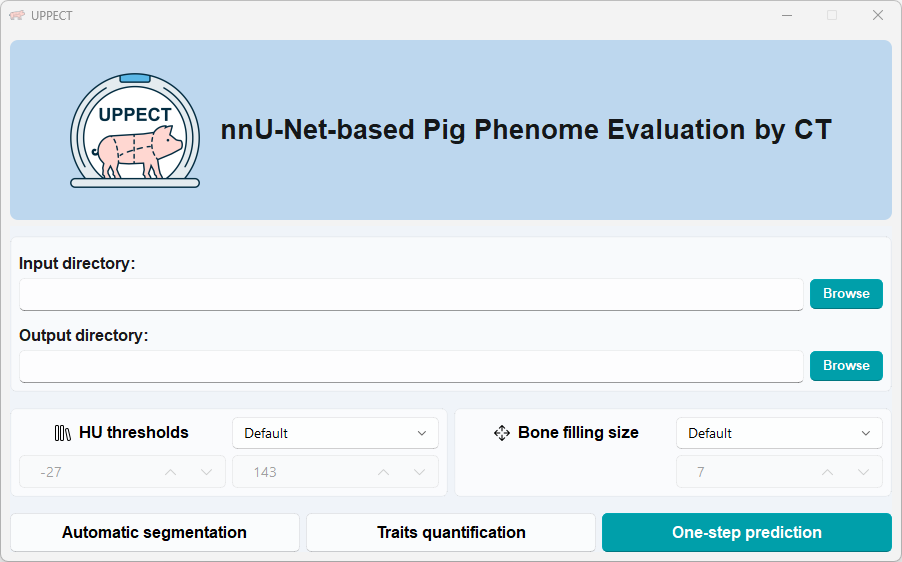 UPPECT
UPPECT
nnU-Net-based Pig Phenome Evaluation by CT
Input directory:
Browse
Output directory:
Browse
HU thresholds
Default
-27
143
Bone filling size
Default
7
Automatic segmentation
Traits quantification
One-step prediction